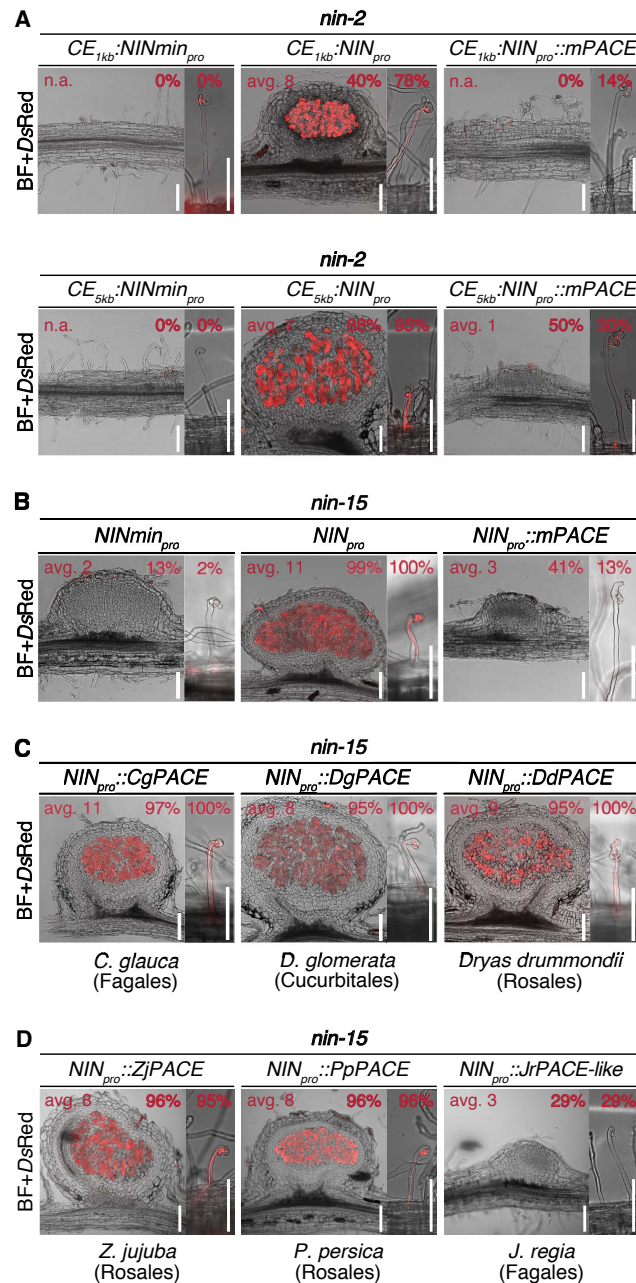 A
nin-2
CE1kb:NINminpro CE1kb:NINpro CE1kb:NINpro::mPACE
BF+DsRed
n.a. 0% 0% avg. 8 40% 78% n.a. 0% 14%
nin-2
CE5kb:NINminpro CE5kb:NINpro CE5kb:NINpro::mPACE
BF+DsRed
n.a. 0% 0% avg. 7 avg. 1 50% 30%
B
nin-15
NINminpro NINpro NINpro::mPACE
BF+DsRed
avg. 2 13% 2% avg. 11 99% 100% avg. 3 41% 13%
C
nin-15
NINpro::CgPACE NINpro::DgPACE NINpro::DdPACE
BF+DsRed
avg. 11 97% 100% avg. 8 95% 100% avg. 9 95% 100%
C. glauca D. glomerata Dryas drummondii
(Fagales) (Cucurbitales) (Rosales)
D
nin-15
NINpro::ZjPACE NINpro::PpPACE NINpro::JrPACE-like
BF+DsRed
avg. 8 96% 95% avg. 8 96% 96% avg. 3 29% 29%
Z. jujuba P. persica J. regia
(Rosales) (Rosales) (Fagales)